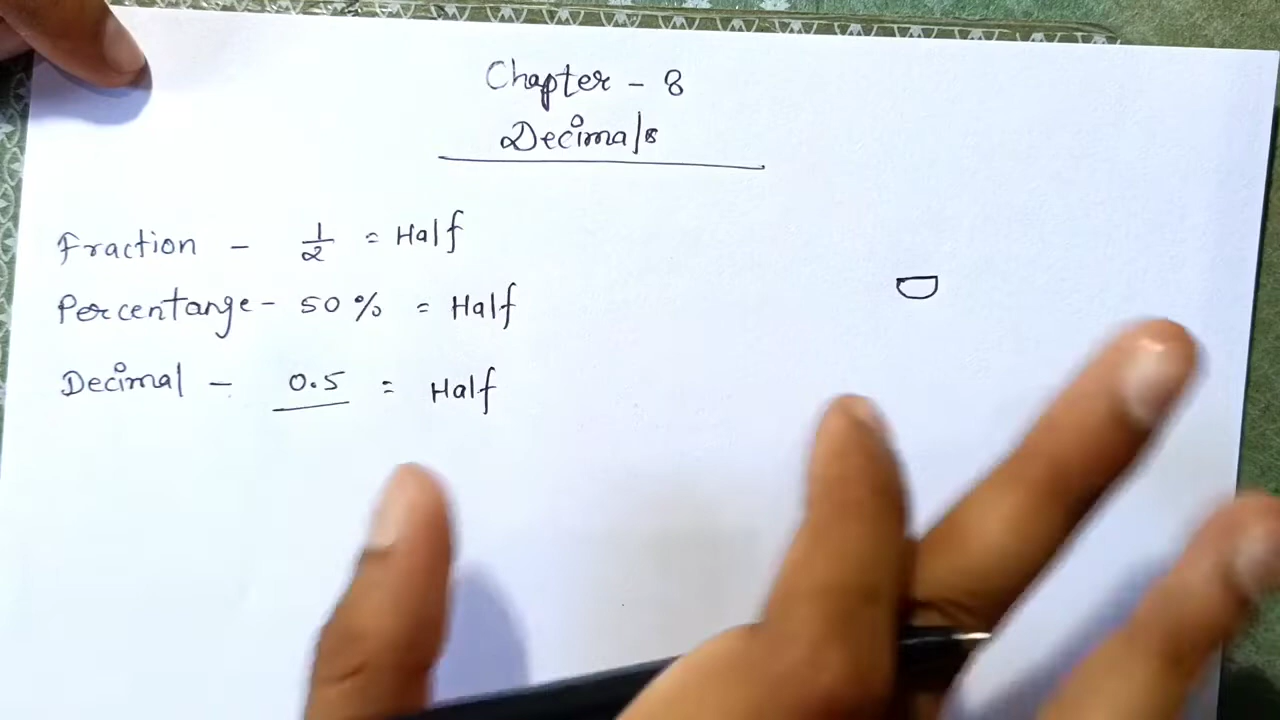 Chapter - 8
Decimals
Fraction - 1/2 = Half
Percentange - 50% = Half
Decimal - 0.5 = Half